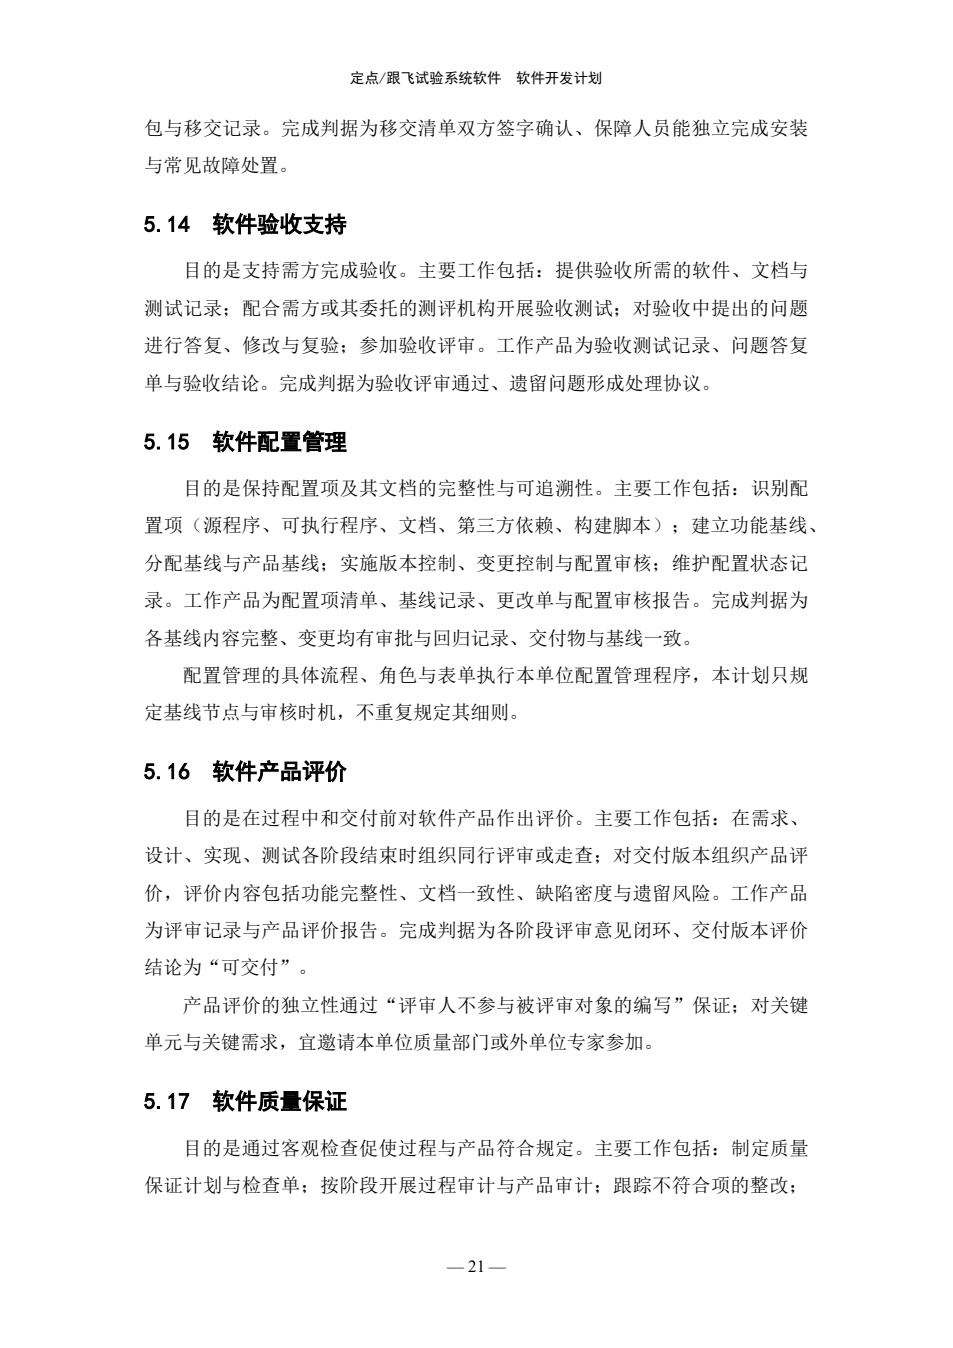 定点/跟飞试验系统软件　软件开发计划
包与移交记录。完成判据为移交清单双方签字确认、保障人员能独立完成安装
与常见故障处置。
5.14　软件验收支持
目的是支持需方完成验收。主要工作包括：提供验收所需的软件、文档与
测试记录；配合需方或其委托的测评机构开展验收测试；对验收中提出的问题
进行答复、修改与复验；参加验收评审。工作产品为验收测试记录、问题答复
单与验收结论。完成判据为验收评审通过、遗留问题形成处理协议。
5.15　软件配置管理
目的是保持配置项及其文档的完整性与可追溯性。主要工作包括：识别配
置项（源程序、可执行程序、文档、第三方依赖、构建脚本）；建立功能基线、
分配基线与产品基线；实施版本控制、变更控制与配置审核；维护配置状态记
录。工作产品为配置项清单、基线记录、更改单与配置审核报告。完成判据为
各基线内容完整、变更均有审批与回归记录、交付物与基线一致。
配置管理的具体流程、角色与表单执行本单位配置管理程序，本计划只规
定基线节点与审核时机，不重复规定其细则。
5.16　软件产品评价
目的是在过程中和交付前对软件产品作出评价。主要工作包括：在需求、
设计、实现、测试各阶段结束时组织同行评审或走查；对交付版本组织产品评
价，评价内容包括功能完整性、文档一致性、缺陷密度与遗留风险。工作产品
为评审记录与产品评价报告。完成判据为各阶段评审意见闭环、交付版本评价
结论为“可交付”。
产品评价的独立性通过“评审人不参与被评审对象的编写”保证；对关键
单元与关键需求，宜邀请本单位质量部门或外单位专家参加。
5.17　软件质量保证
目的是通过客观检查促使过程与产品符合规定。主要工作包括：制定质量
保证计划与检查单；按阶段开展过程审计与产品审计；跟踪不符合项的整改；
— 21 —